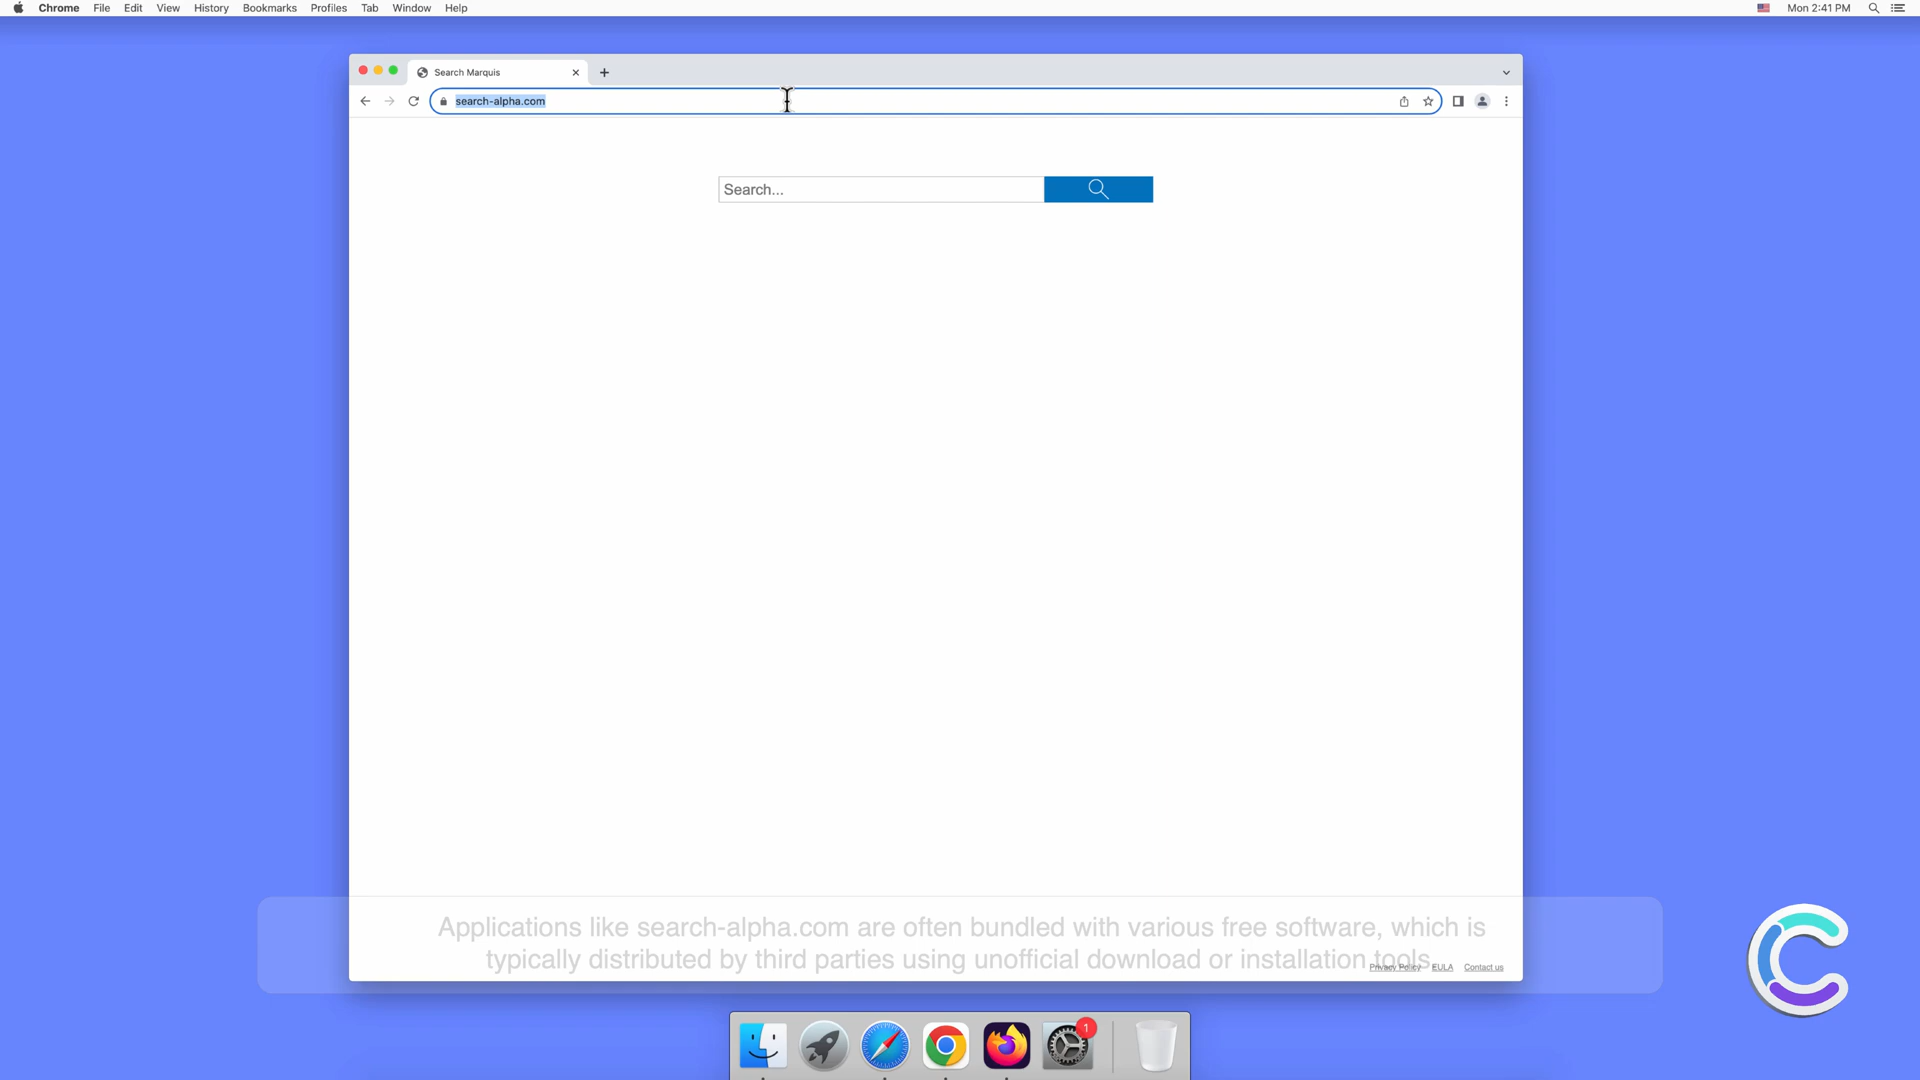 Chrome File Edit View History Bookmarks Profiles Tab Window Help Mon 2:41 PM
Search Marquis
search-alpha.com
Search...
Applications like search-alpha.com are often bundled with various free software, which is
typically distributed by third parties using unofficial download or installation tools
Privacy Policy EULA Contact us
1